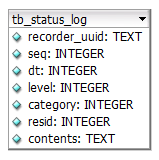 tb_status_log
recorder_uuid: TEXT
seq: INTEGER
dt: INTEGER
level: INTEGER
category: INTEGER
resid: INTEGER
contents: TEXT